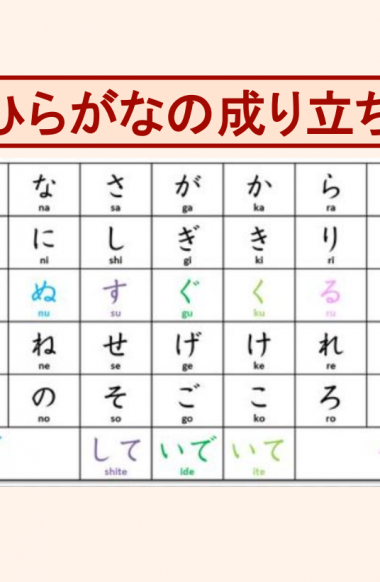 ひらがなの成り立ち
な さ が か ら
na sa ga ka ra
に し ぎ き り
ni shi gi ki ri
ぬ す ぐ く る
nu su gu ku ru
ね せ げ け れ
ne se ge ke re
の そ ご こ ろ
no so go ko ro
して いで いて
shite ide ite